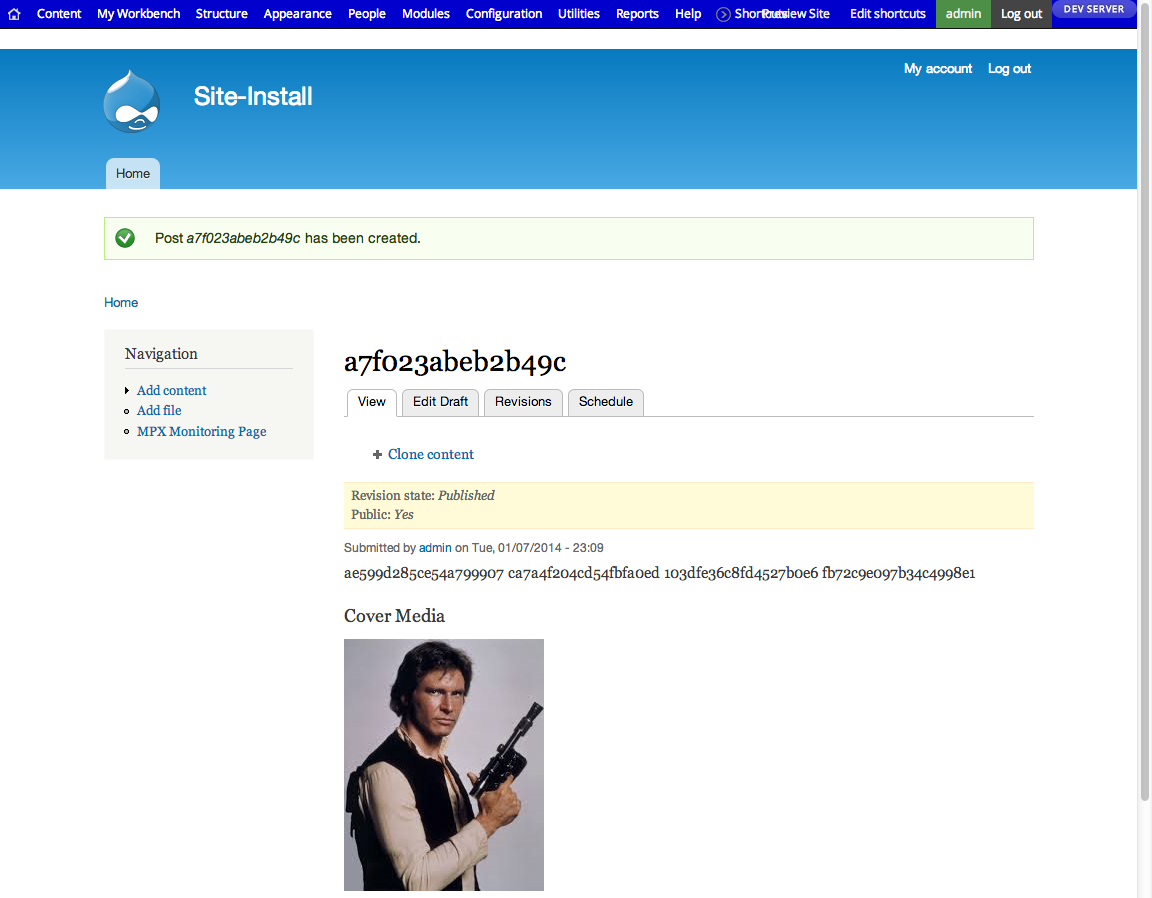 Content My Workbench Structure Appearance People Modules Configuration Utilities Reports Help Shortcuts Preview Site Edit shortcuts admin Log out DEV SERVER
My account Log out
Site-Install
Home
Post a7f023abeb2b49c has been created.
Home
Navigation
Add content
Add file
MPX Monitoring Page
a7f023abeb2b49c
View Edit Draft Revisions Schedule
Clone content
Revision state: Published
Public: Yes
Submitted by admin on Tue, 01/07/2014 - 23:09
ae599d285ce54a799907 ca7a4f204cd54fbfa0ed 103dfe36c8fd4527b0e6 fb72c9e097b34c4998e1
Cover Media